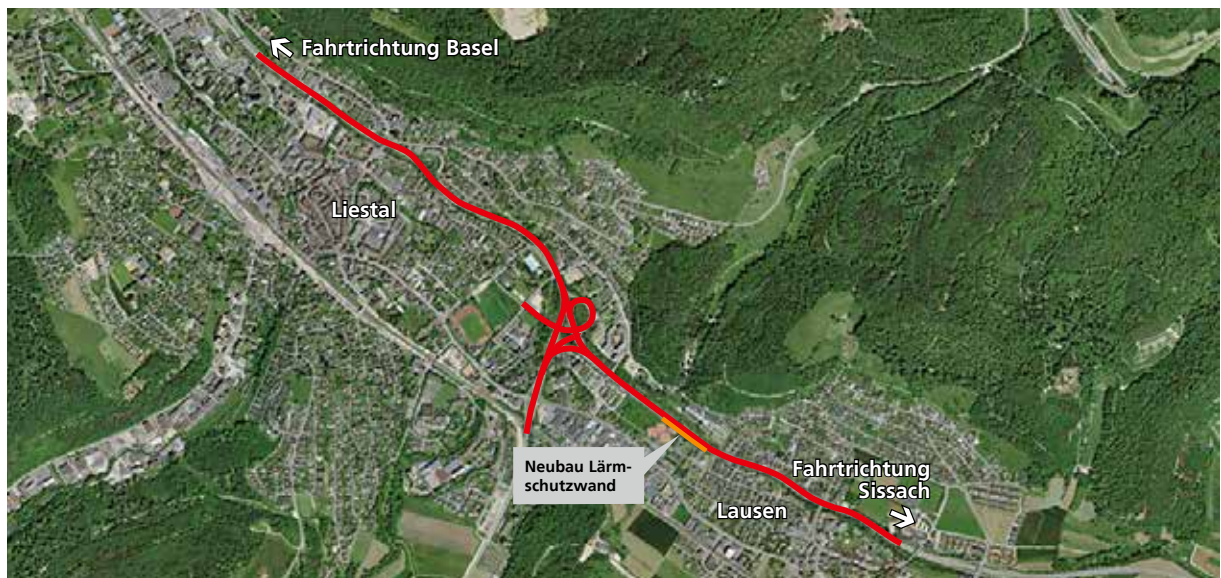 Fahrtrichtung Basel
Liestal
Neubau Lärm-
schutzwand
Fahrtrichtung
Sissach
Lausen